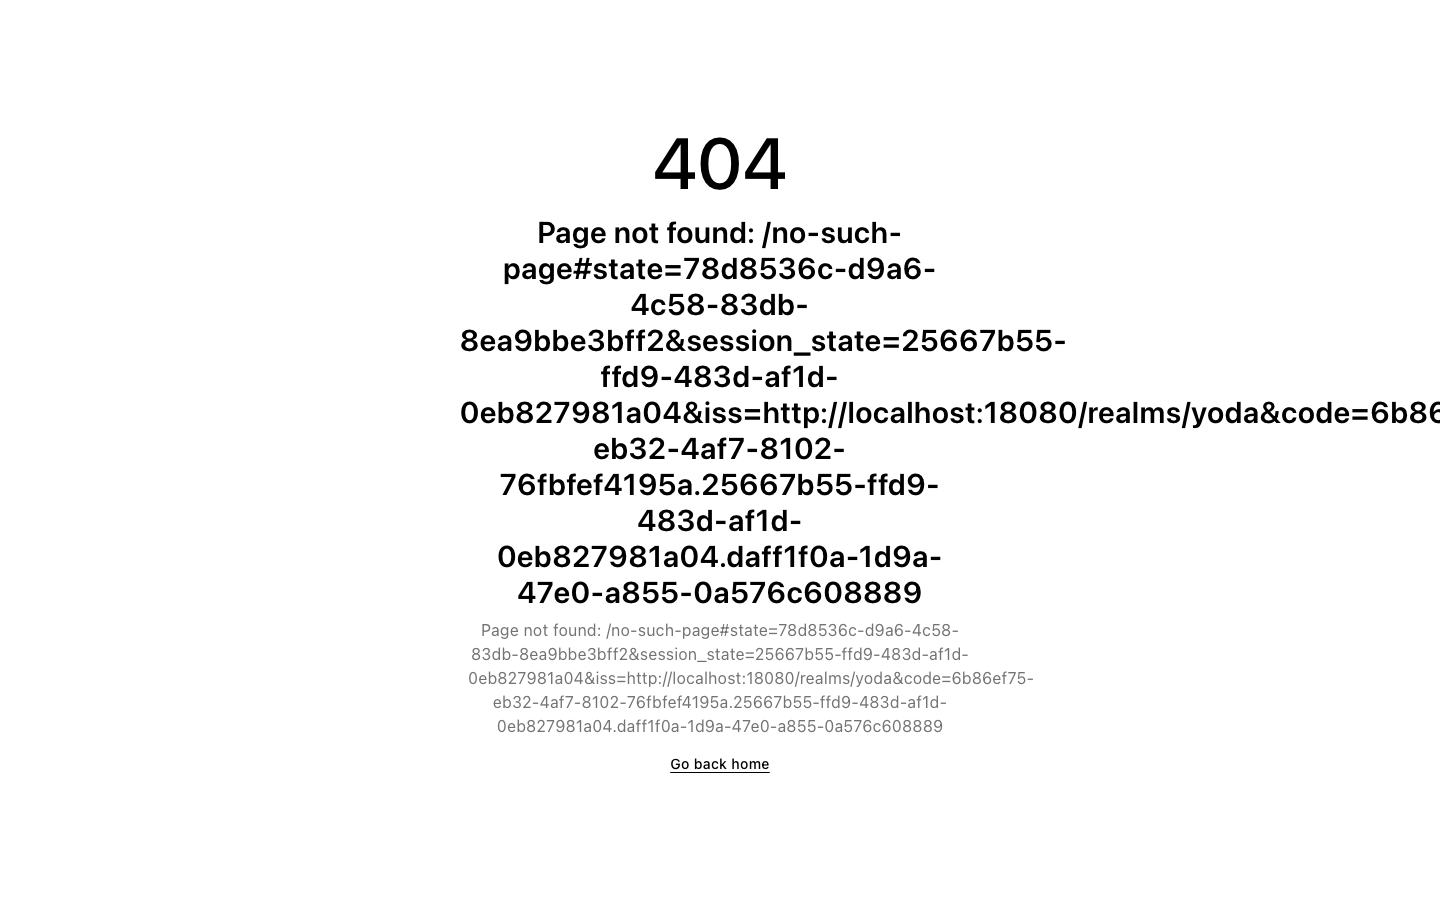 404
Page not found: /no-such-
page#state=78d8536c-d9a6-
4c58-83db-
8ea9bbe3bff2&session_state=25667b55-
ffd9-483d-af1d-
0eb827981a04&iss=http://localhost:18080/realms/yoda&code=6b86
eb32-4af7-8102-
76fbfef4195a.25667b55-ffd9-
483d-af1d-
0eb827981a04.daff1f0a-1d9a-
47e0-a855-0a576c608889
Page not found: /no-such-page#state=78d8536c-d9a6-4c58-
83db-8ea9bbe3bff2&session_state=25667b55-ffd9-483d-af1d-
0eb827981a04&iss=http://localhost:18080/realms/yoda&code=6b86ef75-
eb32-4af7-8102-76fbfef4195a.25667b55-ffd9-483d-af1d-
0eb827981a04.daff1f0a-1d9a-47e0-a855-0a576c608889
Go back home